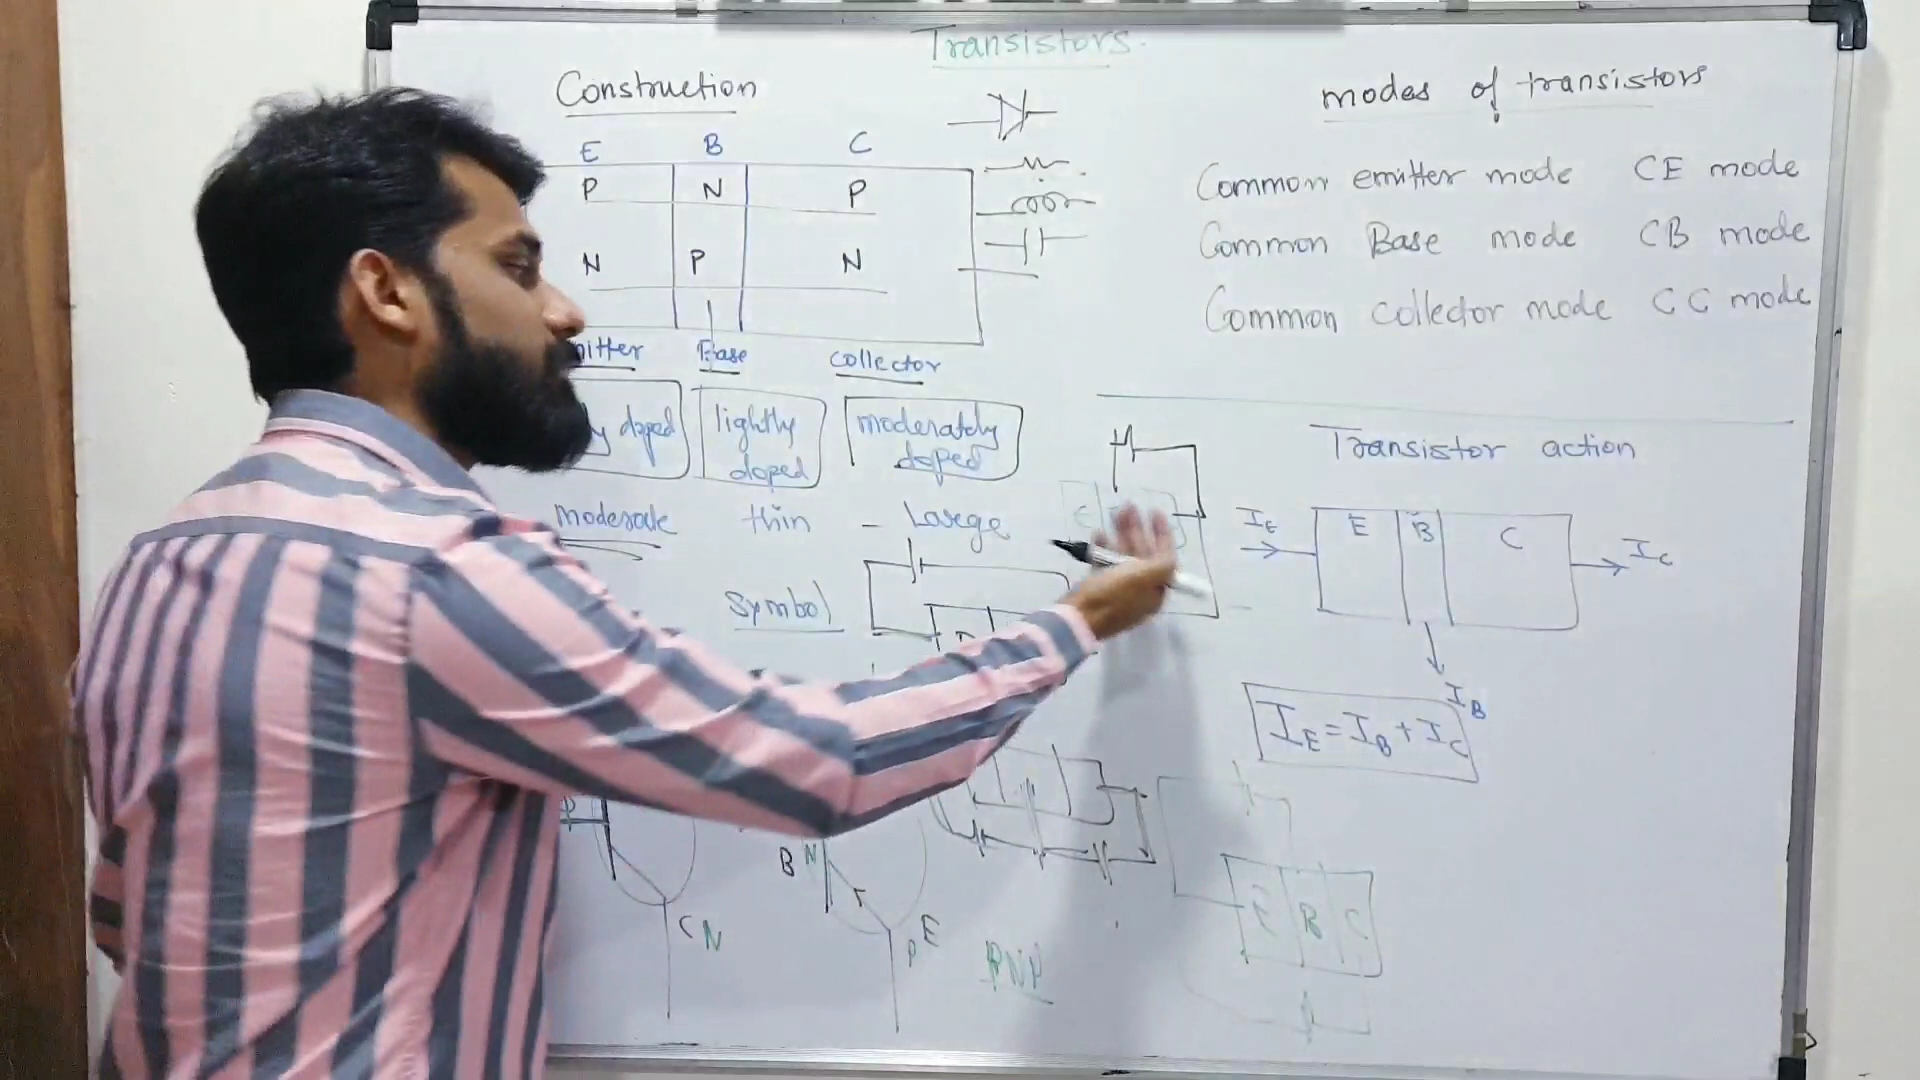 Transistors.
Construction
E B C
P N P
N P N
mitter Base Collector
y doped lightly doped moderately doped
moderate thin - Large
Symbol
P
B N
C N
P E
PNP
modes of transistors
Common emitter mode CE mode
Common Base mode CB mode
Common collector mode CC mode
Transistor action
C
IE E B C IC
IB
IE = IB + IC
E B C